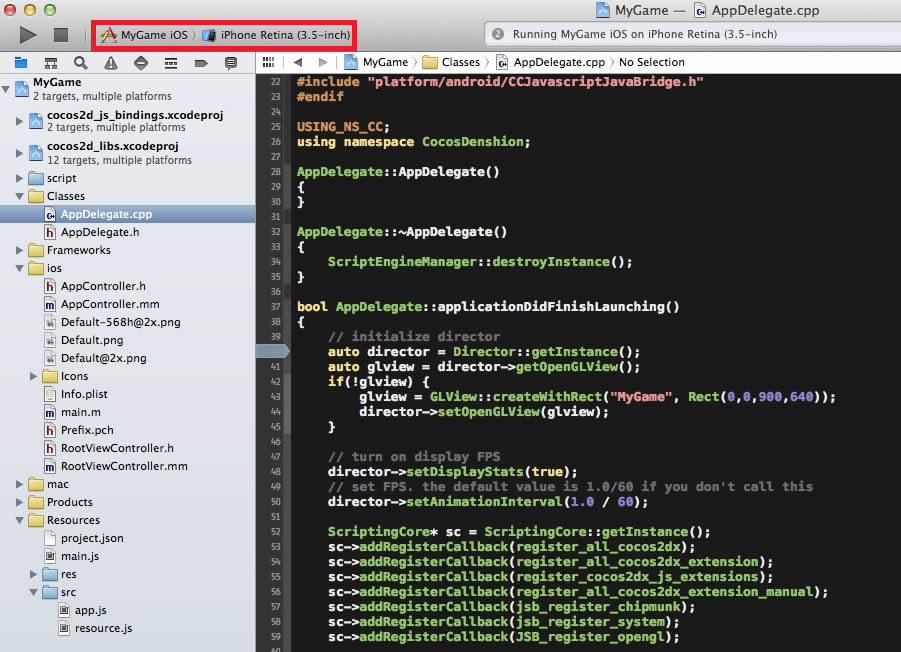 MyGame — AppDelegate.cpp
MyGame iOS iPhone Retina (3.5-inch)
2 Running MyGame iOS on iPhone Retina (3.5-inch)
MyGame Classes AppDelegate.cpp No Selection
MyGame
2 targets, multiple platforms
cocos2d_js_bindings.xcodeproj
2 targets, multiple platforms
cocos2d_libs.xcodeproj
12 targets, multiple platforms
script
Classes
AppDelegate.cpp
AppDelegate.h
Frameworks
ios
AppController.h
AppController.mm
Default-568h@2x.png
Default.png
Default@2x.png
Icons
Info.plist
main.m
Prefix.pch
RootViewController.h
RootViewController.mm
mac
Products
Resources
project.json
main.js
res
src
app.js
resource.js
22 #include "platform/android/CCJavascriptJavaBridge.h"
23 #endif
24
25 USING_NS_CC;
26 using namespace CocosDenshion;
27
28 AppDelegate::AppDelegate()
29 {
30 }
31
32 AppDelegate::~AppDelegate()
33 {
34 ScriptEngineManager::destroyInstance();
35 }
36
37 bool AppDelegate::applicationDidFinishLaunching()
38 {
39 // initialize director
auto director = Director::getInstance();
41 auto glview = director->getOpenGLView();
42 if(!glview) {
43 glview = GLView::createWithRect("MyGame", Rect(0,0,900,640));
44 director->setOpenGLView(glview);
45 }
46
47 // turn on display FPS
48 director->setDisplayStats(true);
49 // set FPS. the default value is 1.0/60 if you don't call this
50 director->setAnimationInterval(1.0 / 60);
51
52 ScriptingCore* sc = ScriptingCore::getInstance();
53 sc->addRegisterCallback(register_all_cocos2dx);
54 sc->addRegisterCallback(register_all_cocos2dx_extension);
55 sc->addRegisterCallback(register_cocos2dx_js_extensions);
56 sc->addRegisterCallback(register_all_cocos2dx_extension_manual);
57 sc->addRegisterCallback(jsb_register_chipmunk);
58 sc->addRegisterCallback(jsb_register_system);
59 sc->addRegisterCallback(JSB_register_opengl);